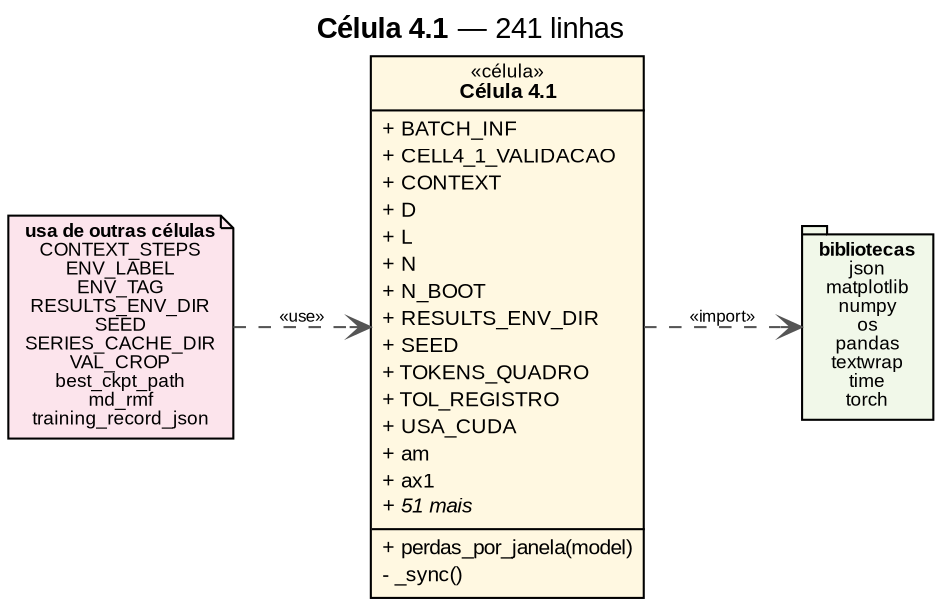 Célula 4.1 — 241 linhas
«célula»
Célula 4.1
+ BATCH_INF
+ CELL4_1_VALIDACAO
+ CONTEXT
+ D
+ L
+ N
+ N_BOOT
+ RESULTS_ENV_DIR
+ SEED
+ TOKENS_QUADRO
+ TOL_REGISTRO
+ USA_CUDA
+ am
+ ax1
+ 51 mais
+ perdas_por_janela(model)
- _sync()
usa de outras células
CONTEXT_STEPS
ENV_LABEL
ENV_TAG
RESULTS_ENV_DIR
SEED
SERIES_CACHE_DIR
VAL_CROP
best_ckpt_path
md_rmf
training_record_json
«use»
«import»
bibliotecas
json
matplotlib
numpy
os
pandas
textwrap
time
torch